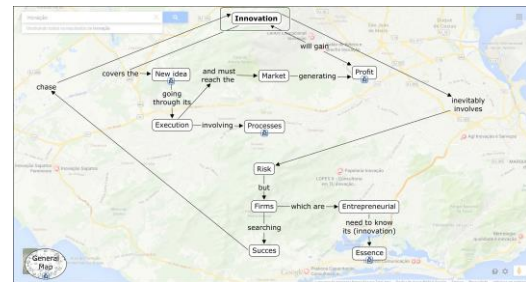 inovação
Innovation
will gain
covers the
New idea
and must
reach the
Market
generating
Profit
chase
going
through its
inevitably
involves
Execution
involving
Processes
Risk
but
Firms
which are
Entrepreneurial
searching
need to know
its (innovation)
Succes
Essence
General
Map
Google